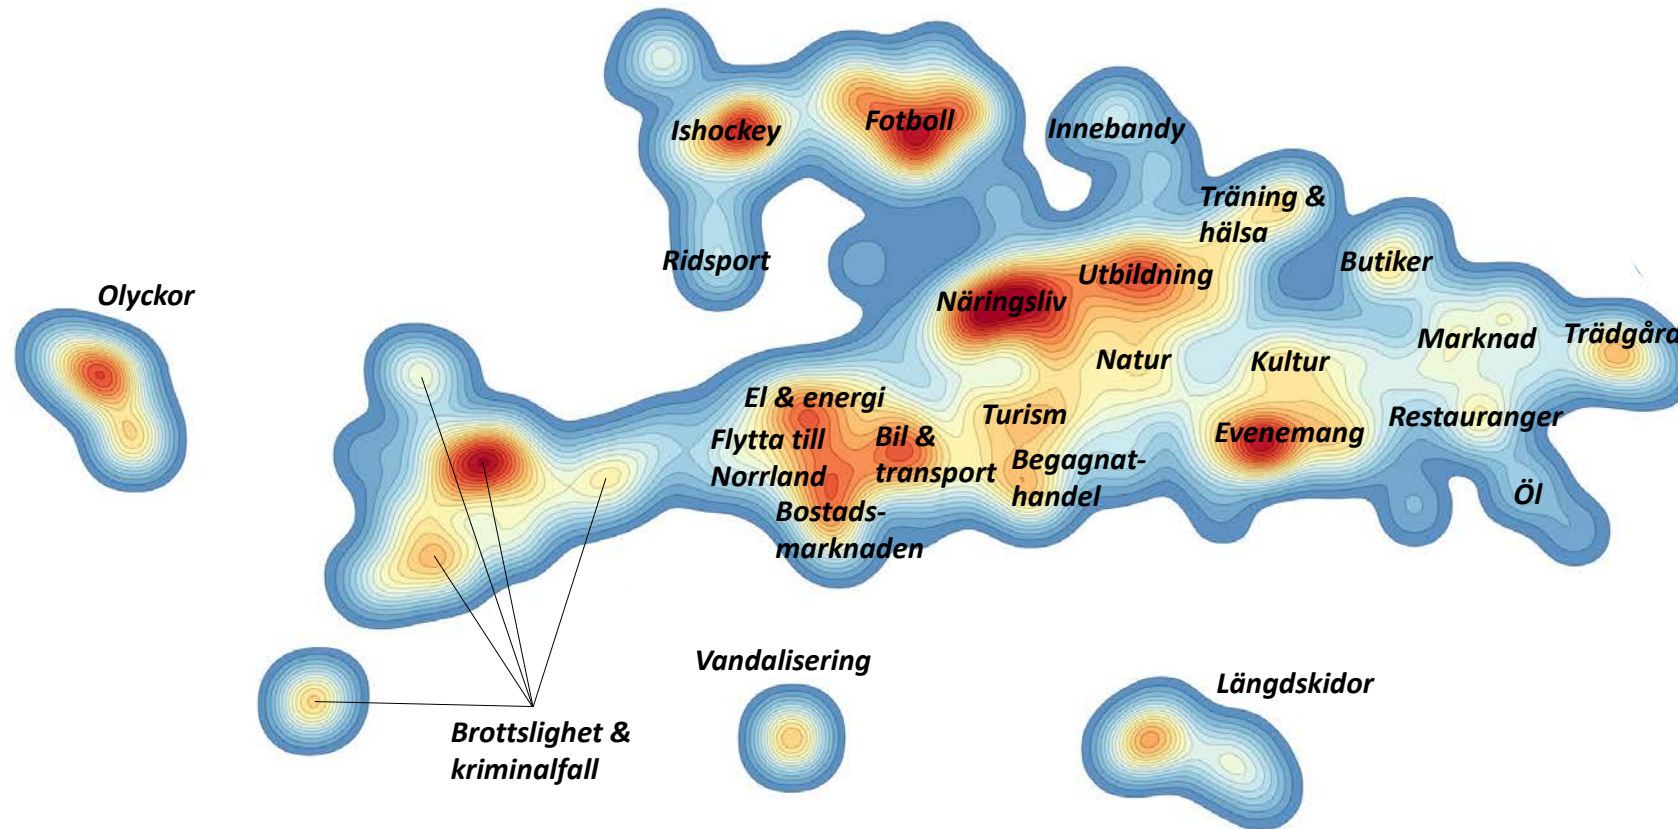 Ishockey
Fotboll
Innebandy
Träning &
hälsa
Ridsport
Butiker
Utbildning
Näringsliv
Olyckor
Marknad
Trädgård
Natur
Kultur
El & energi
Turism
Restauranger
Evenemang
Flytta till
Norrland
Bil &
transport
Begagnat-
handel
Öl
Bostads-
marknaden
Vandalisering
Längdskidor
Brottslighet &
kriminalfall